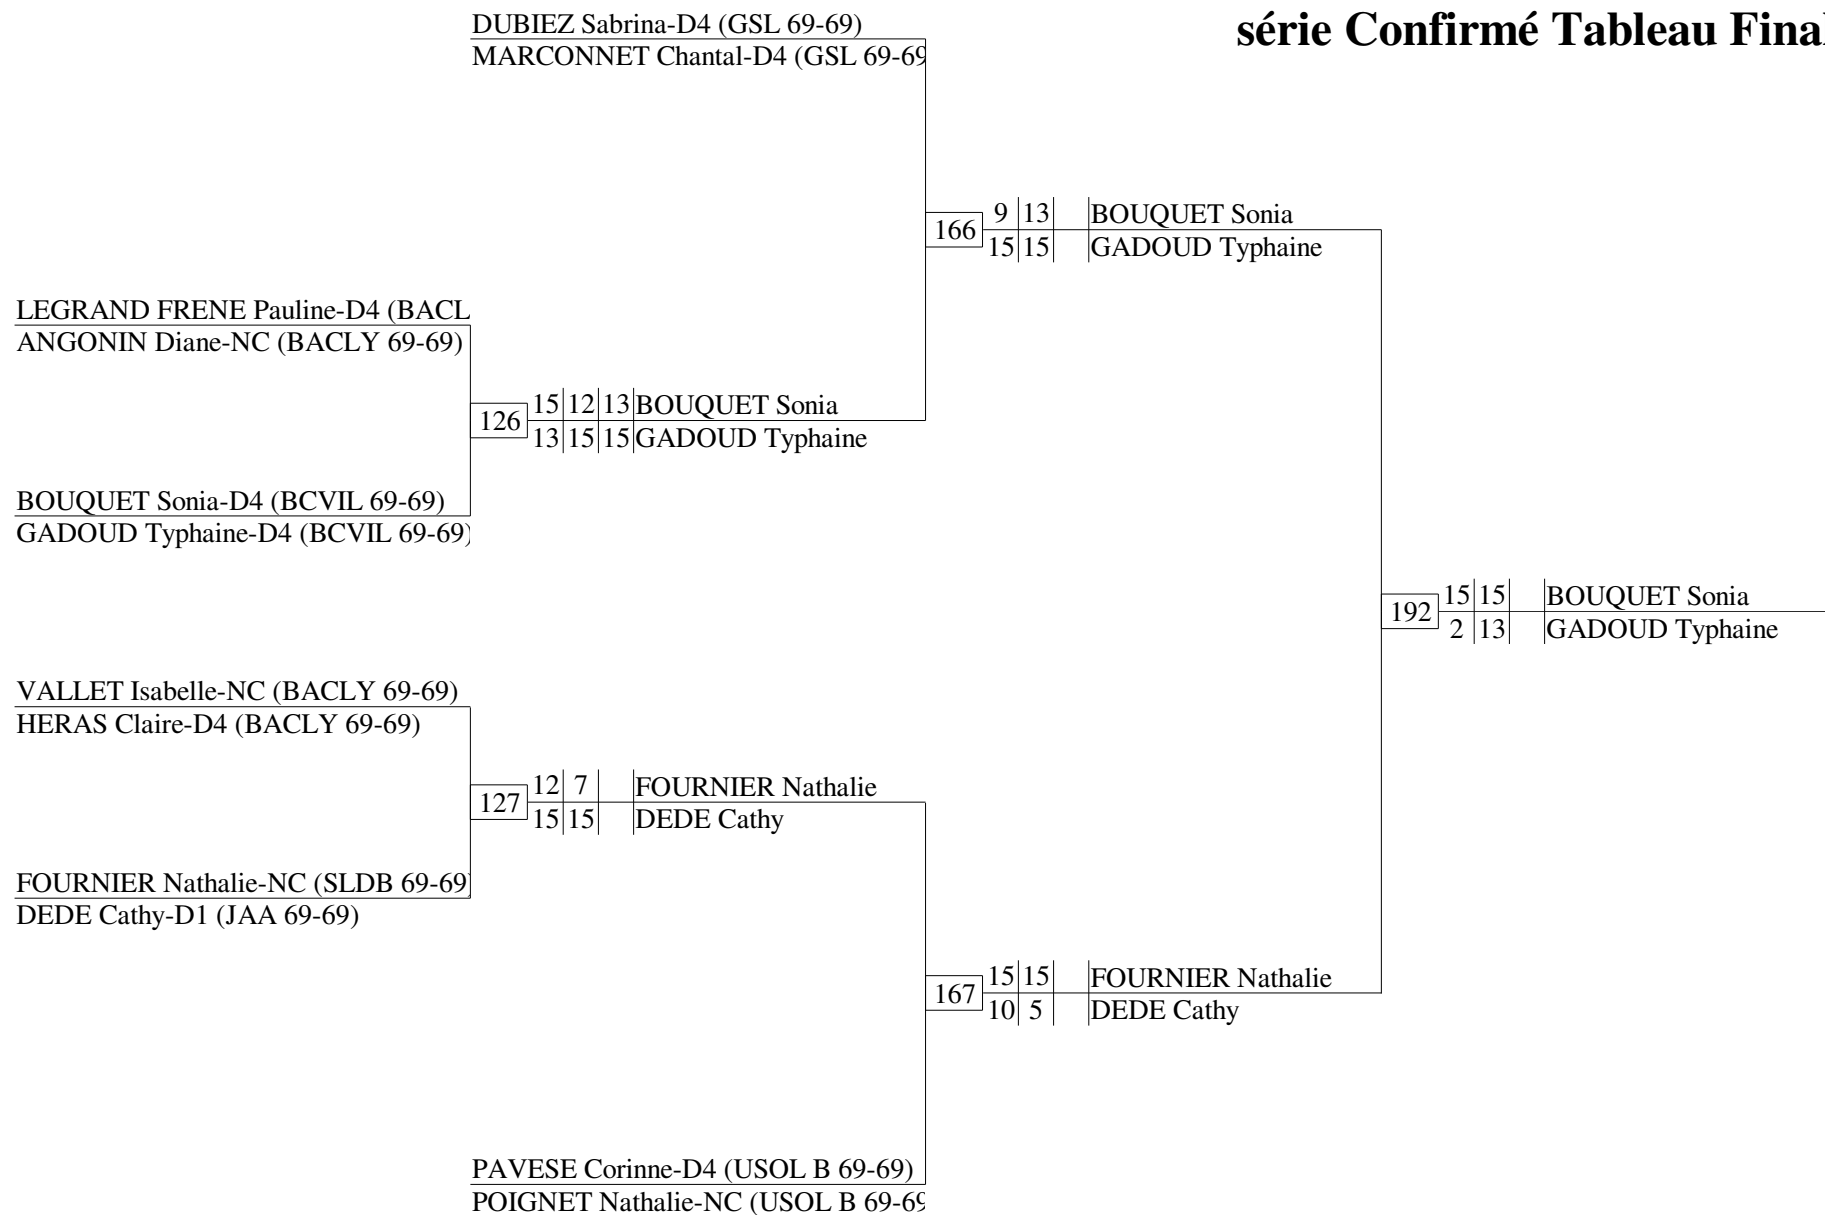 série Confirmé Tableau Final
DUBIEZ Sabrina-D4 (GSL 69-69)
MARCONNET Chantal-D4 (GSL 69-69
166
9 13 BOUQUET Sonia
15 15 GADOUD Typhaine
LEGRAND FRENE Pauline-D4 (BACL
ANGONIN Diane-NC (BACLY 69-69)
126
15 12 13 BOUQUET Sonia
13 15 15 GADOUD Typhaine
BOUQUET Sonia-D4 (BCVIL 69-69)
GADOUD Typhaine-D4 (BCVIL 69-69)
192
15 15 BOUQUET Sonia
2 13 GADOUD Typhaine
VALLET Isabelle-NC (BACLY 69-69)
HERAS Claire-D4 (BACLY 69-69)
127
12 7 FOURNIER Nathalie
15 15 DEDE Cathy
FOURNIER Nathalie-NC (SLDB 69-69)
DEDE Cathy-D1 (JAA 69-69)
167
15 15 FOURNIER Nathalie
10 5 DEDE Cathy
PAVESE Corinne-D4 (USOL B 69-69)
POIGNET Nathalie-NC (USOL B 69-69